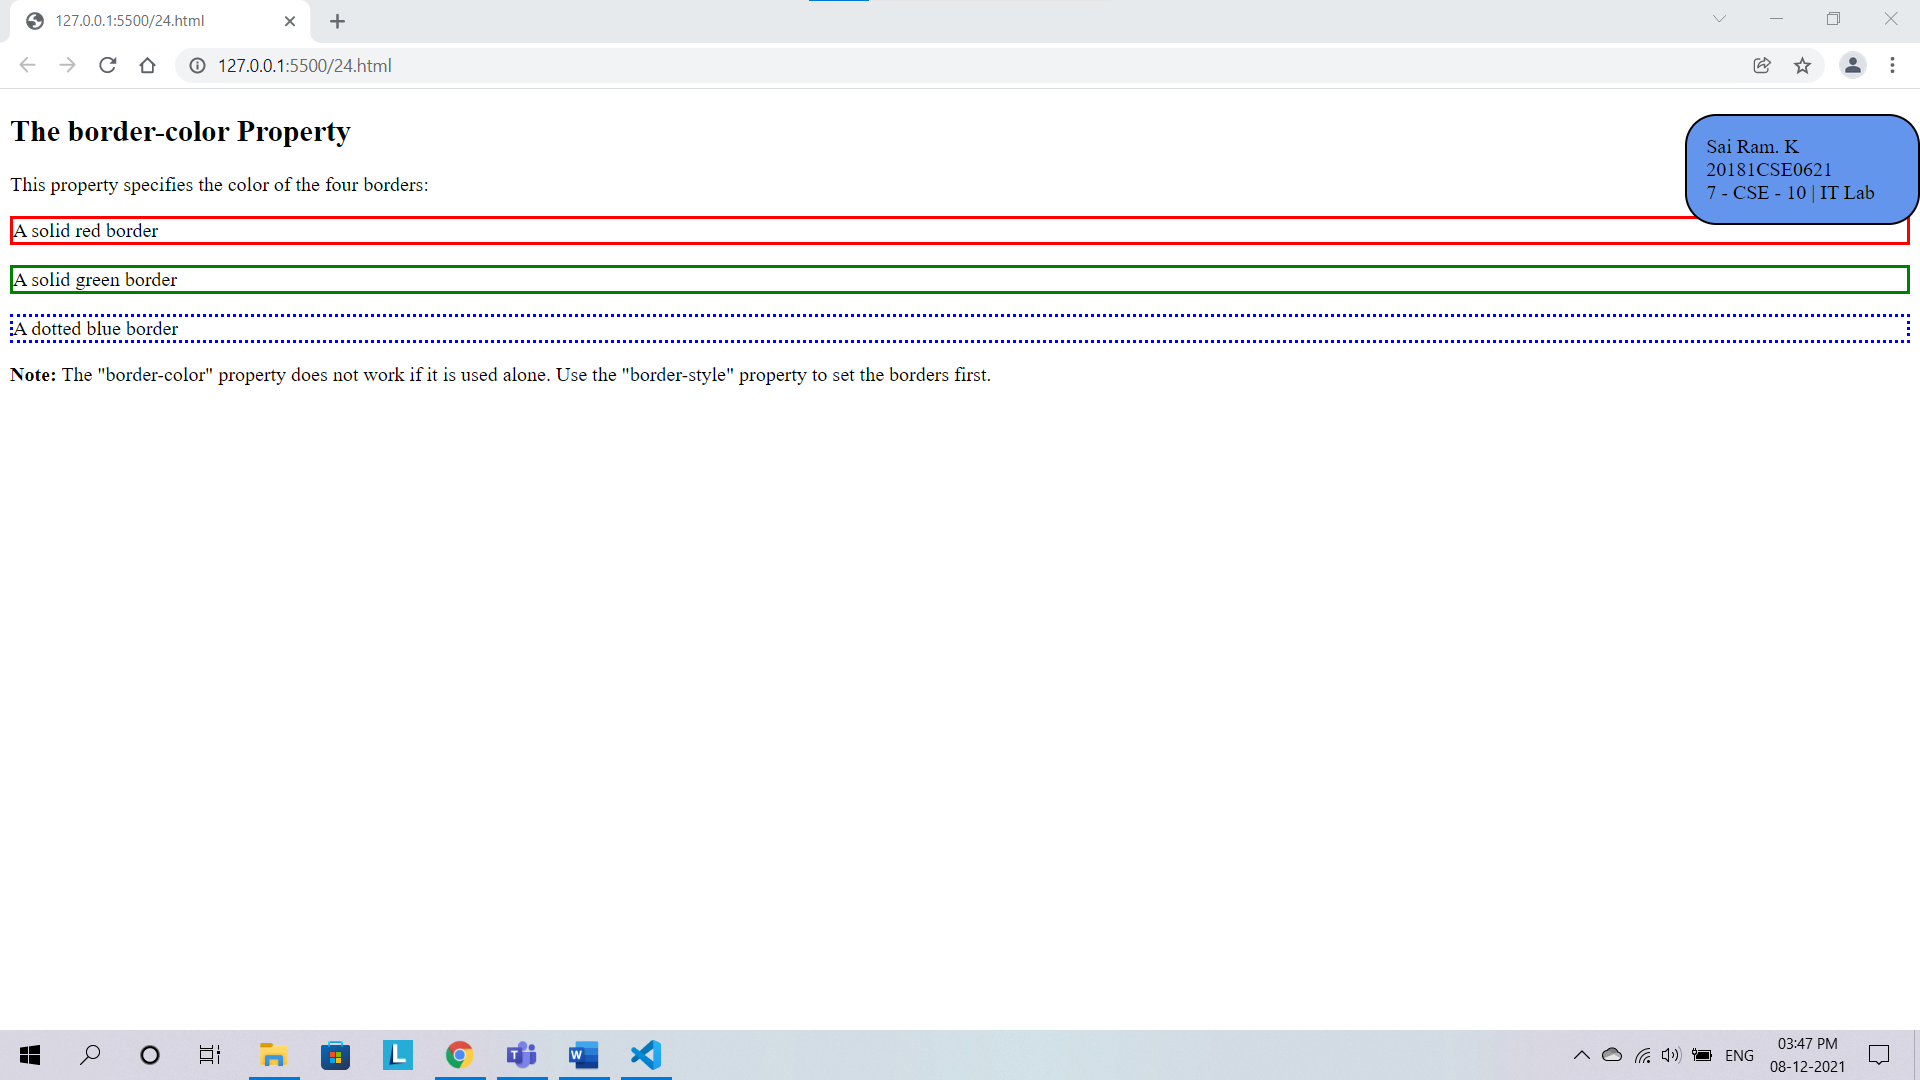 127.0.0.1:5500/24.html
127.0.0.1:5500/24.html
The border-color Property
This property specifies the color of the four borders:
Sai Ram. K
20181CSE0621
7 - CSE - 10 | IT Lab
A solid red border
A solid green border
A dotted blue border
Note: The "border-color" property does not work if it is used alone. Use the "border-style" property to set the borders first.
L
T
W
ENG
03:47 PM
08-12-2021